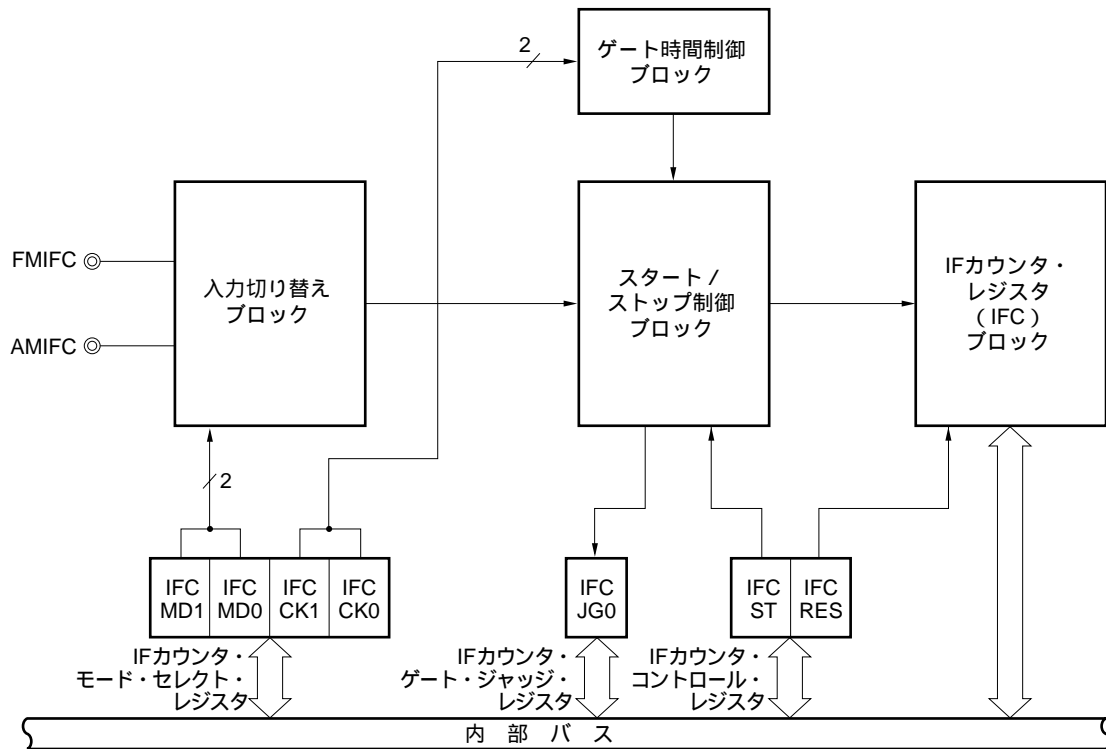 2
ゲート時間制御
ブロック
FMIFC
AMIFC
入力切り替え
ブロック
スタート/
ストップ制御
ブロック
IFカウンタ・
レジスタ
(IFC)
ブロック
2
IFC
MD1
IFC
MD0
IFC
CK1
IFC
CK0
IFC
JG0
IFC
ST
IFC
RES
IFカウンタ・
モード・セレクト・
レジスタ
IFカウンタ・
ゲート・ジャッジ・
レジスタ
IFカウンタ・
コントロール・
レジスタ
内 部 バ ス